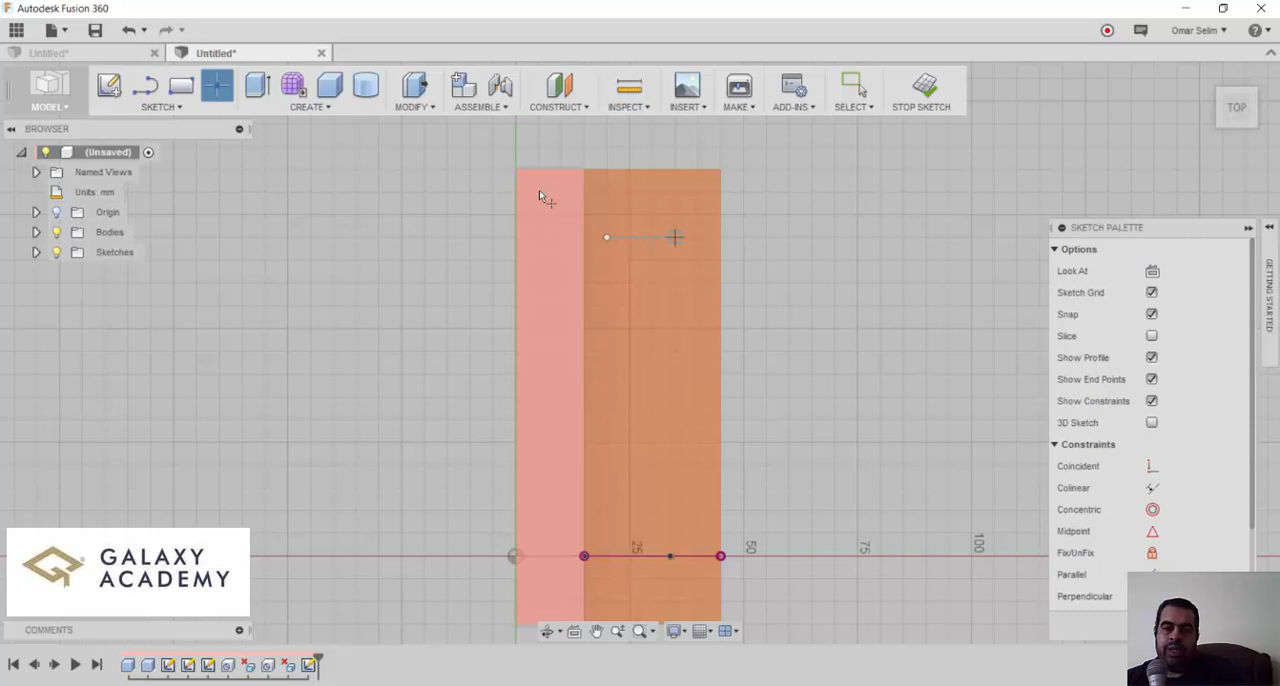 Autodesk Fusion 360
Omar Selim
Untitled*
Untitled*
MODEL
SKETCH
CREATE
MODIFY
ASSEMBLE
CONSTRUCT
INSPECT
INSERT
MAKE
ADD-INS
SELECT
STOP SKETCH
BROWSER
TOP
(Unsaved)
Named Views
Units: mm
Origin
Bodies
Sketches
SKETCH PALETTE
Options
Look At
Sketch Grid
Snap
Slice
Show Profile
Show End Points
Show Constraints
3D Sketch
Constraints
Coincident
Colinear
Concentric
Midpoint
Fix/UnFix
Parallel
Perpendicular
GETTING STARTED
25
50
75
100
GALAXY
ACADEMY
COMMENTS